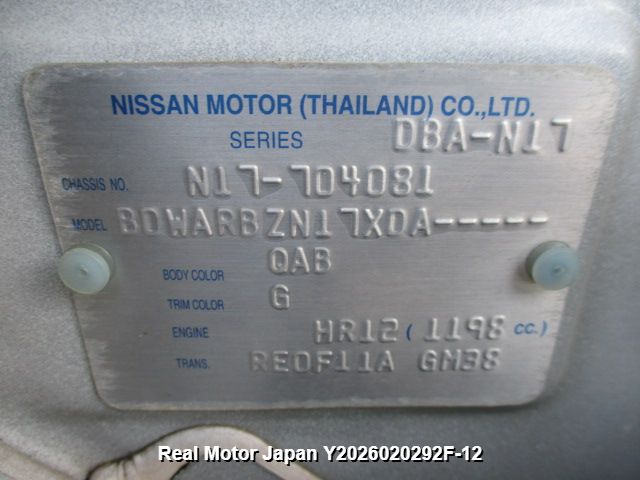 NISSAN MOTOR (THAILAND) CO.,LTD.
SERIES DBA-N17
CHASSIS NO. N17-704081
MODEL BDWARBZN17XDA-----
BODY COLOR QAB
TRIM COLOR G
ENGINE HR12 (1198 CC.)
TRANS. RE0F11A GM38
Real Motor Japan Y2026020292F-12